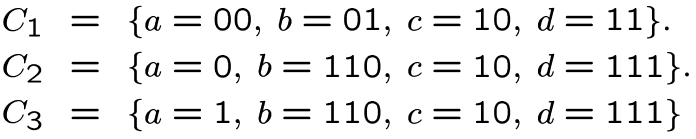 C₁ = {a = 00, b = 01, c = 10, d = 11}.
C₂ = {a = 0, b = 110, c = 10, d = 111}.
C₃ = {a = 1, b = 110, c = 10, d = 111}